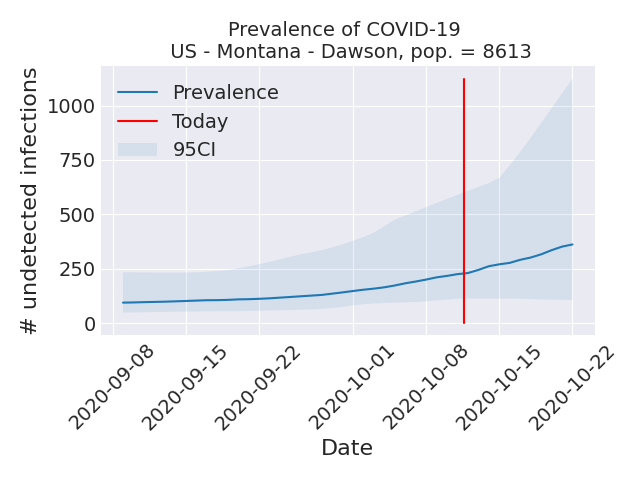 Prevalence of COVID-19
US - Montana - Dawson, pop. = 8613
Prevalence
Today
95CI
# undetected infections
1000
750
500
250
0
2020-09-08
2020-09-15
2020-09-22
2020-10-01
2020-10-08
2020-10-15
2020-10-22
Date